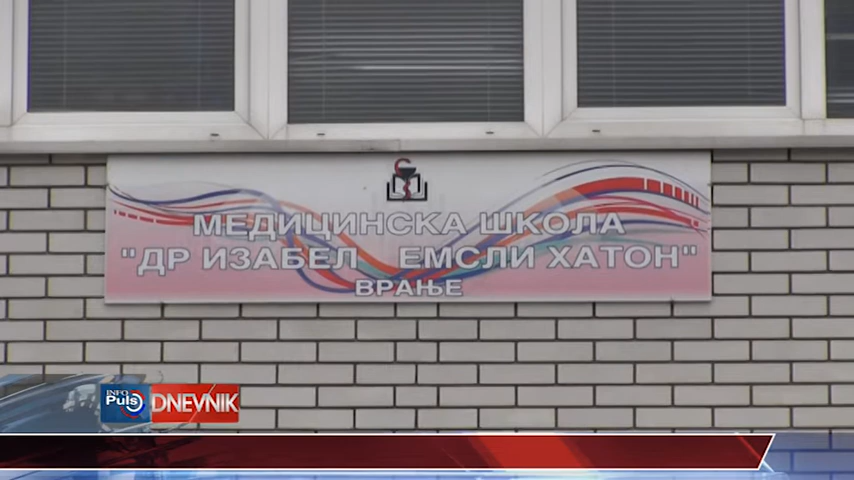 МЕДИЦИНСКА ШКОЛА
"ДР ИЗАБЕЛ ЕМСЛИ ХАТОН"
ВРАЊЕ
INFO
Puls
DNEVNIK